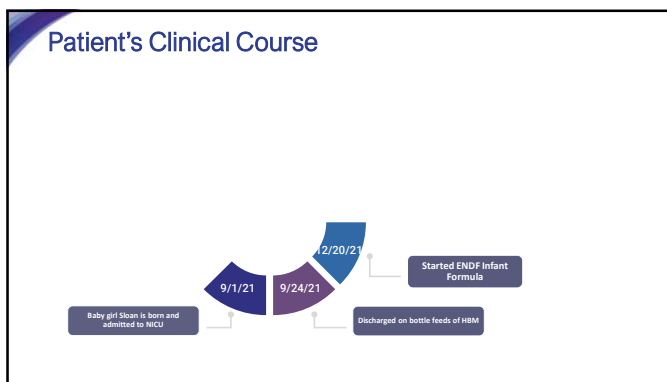 Patient's Clinical Course
12/20/21
Started ENDF Infant
Formula
9/1/21
9/24/21
Baby girl Sloan is born and
admitted to NICU
Discharged on bottle feeds of HBM